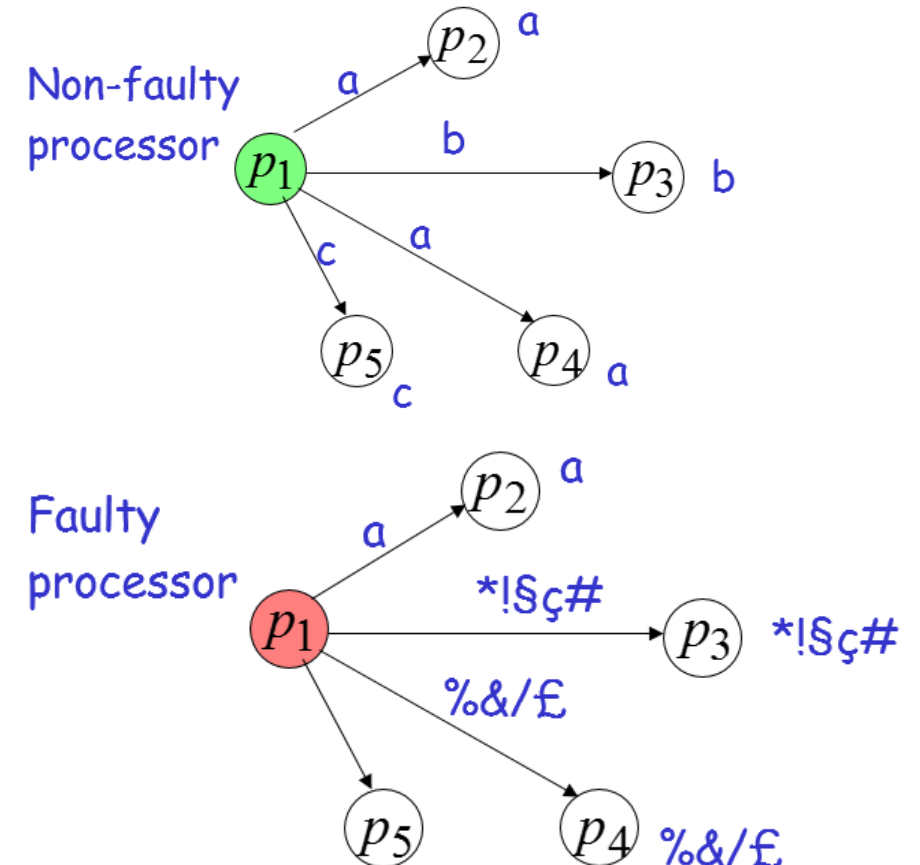 Non-faulty
processor
p1
a
p2
a
b
p3
b
a
p4
a
c
p5
c
Faulty
processor
p1
a
p2
a
*!§ç#
p3
*!§ç#
%&/£
p4
%&/£
p5